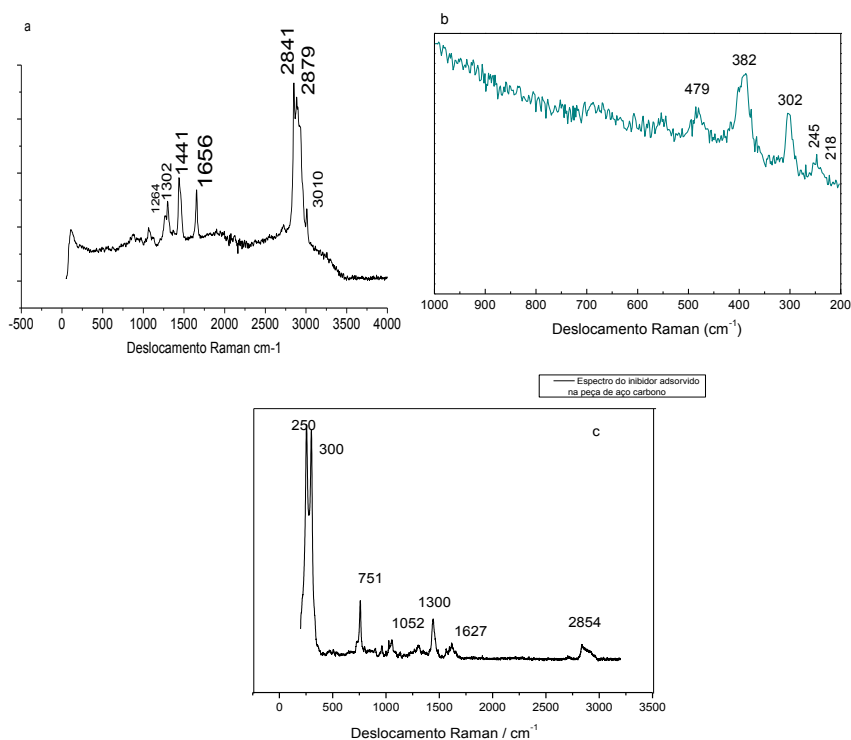 a
2841
2879
1441
1656
1302
1264
3010
-500 0 500 1000 1500 2000 2500 3000 3500 4000
Deslocamento Raman cm-1
b
382
479
302
245
218
1000 900 800 700 600 500 400 300 200
Deslocamento Raman (cm⁻¹)
Espectro do inibidor adsorvido
na peça de aço carbono
c
250
300
751
1052
1300
1627
2854
0 500 1000 1500 2000 2500 3000 3500
Deslocamento Raman / cm⁻¹